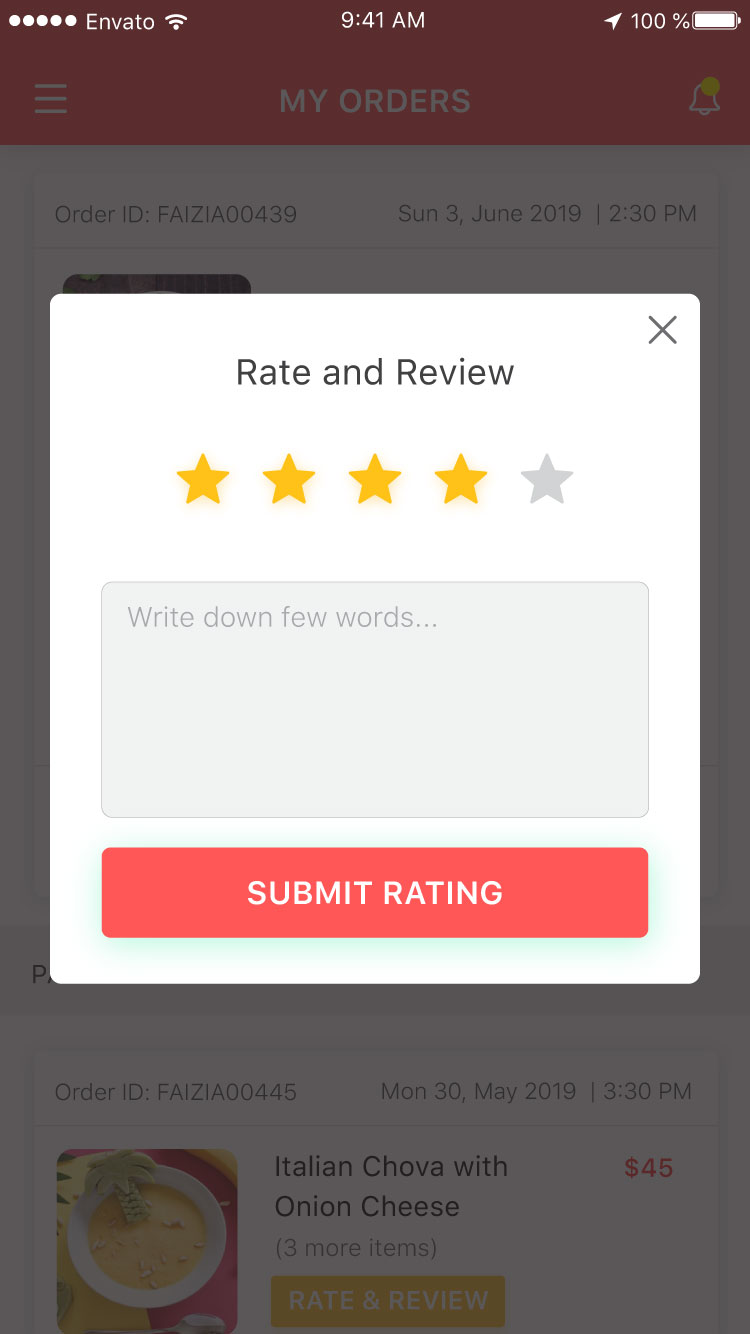 Envato 9:41 AM 100 %
MY ORDERS
Order ID: FAIZIA00439 Sun 3, June 2019 | 2:30 PM
Rate and Review
Write down few words...
SUBMIT RATING
Order ID: FAIZIA00445 Mon 30, May 2019 | 3:30 PM
Italian Chova with $45
Onion Cheese
(3 more items)
RATE & REVIEW